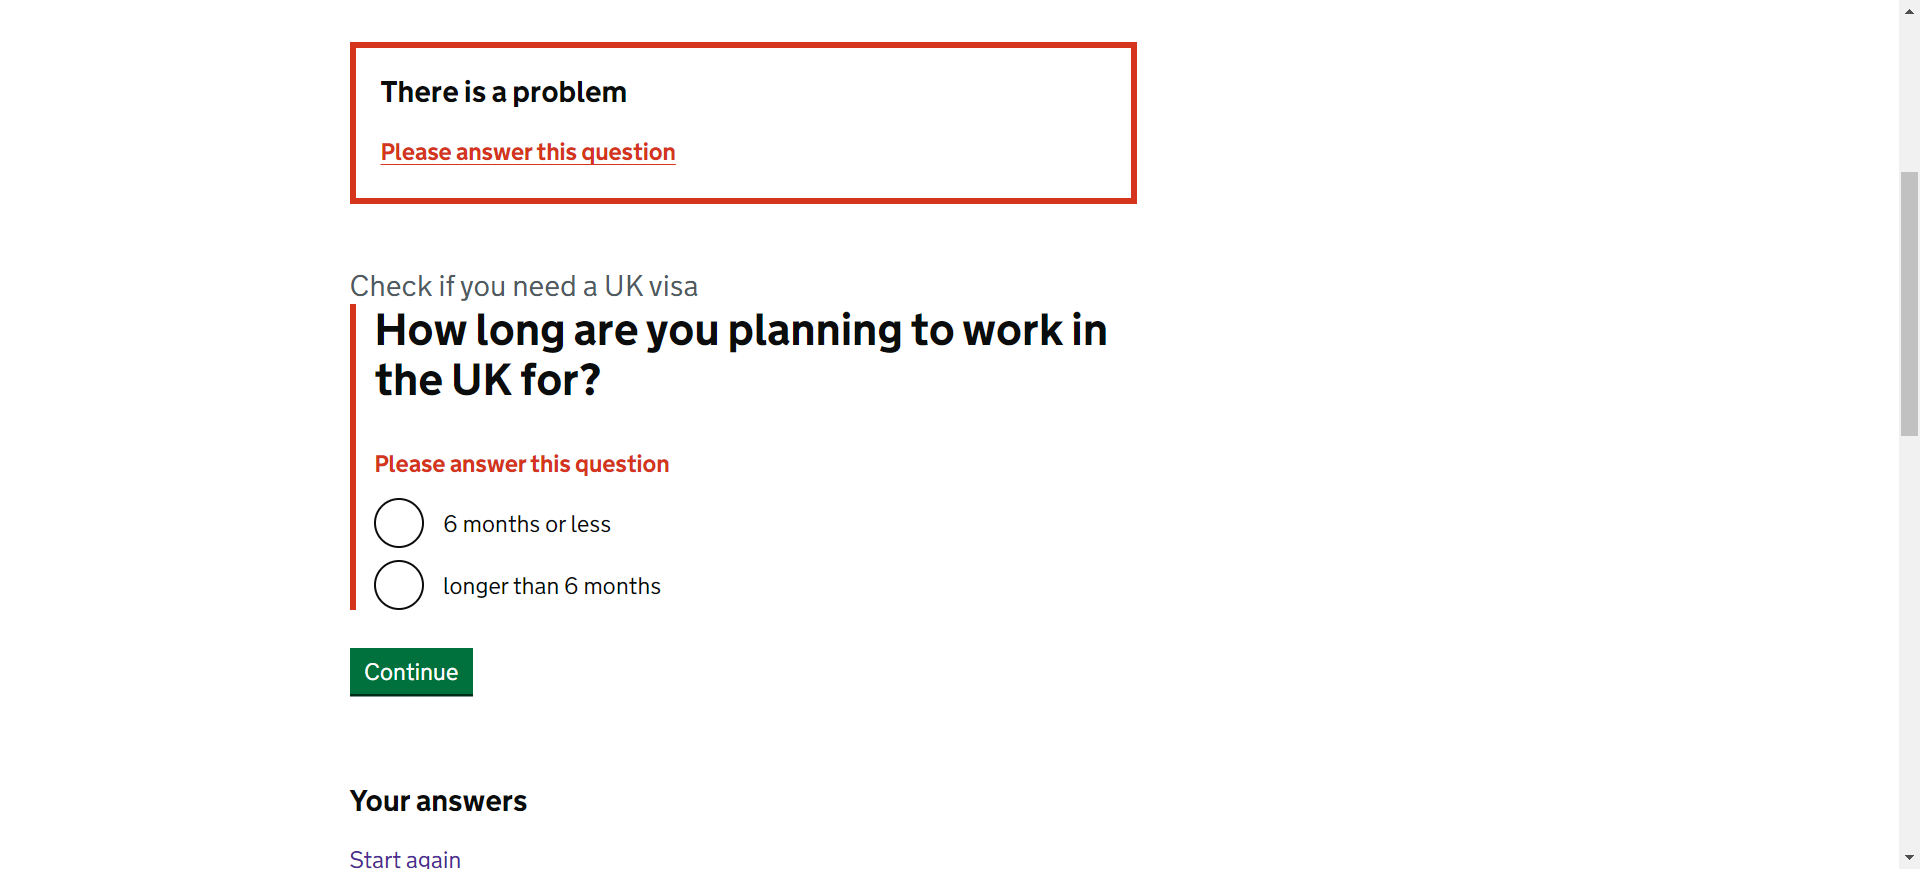 There is a problem
Please answer this question
Check if you need a UK visa
How long are you planning to work in
the UK for?
Please answer this question
6 months or less
longer than 6 months
Continue
Your answers
Start again